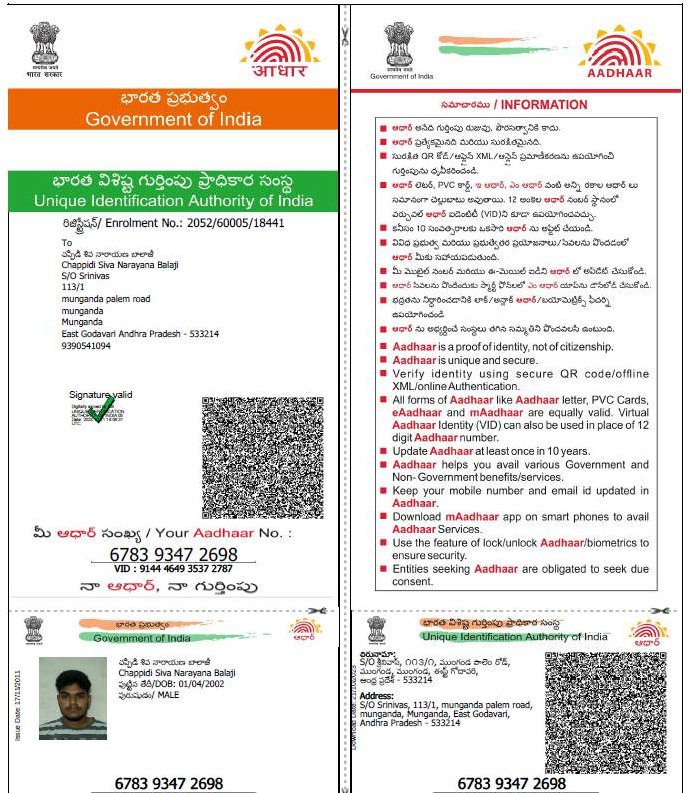 सत्यमेव जयते
भारत सरकार
आधार
భారత ప్రభుత్వం
Government of India
భారత విశిష్ట గుర్తింపు ప్రాధికార సంస్థ
Unique Identification Authority of India
రిజిస్ట్రేషన్/ Enrolment No.: 2052/60005/18441
To
చప్పిడి శివ నారాయణ బాలాజీ
Chappidi Siva Narayana Balaji
S/O Srinivas
113/1
munganda palem road
munganda
Munganda
East Godavari Andhra Pradesh - 533214
9390541094
Signature valid
మీ ఆధార్ సంఖ్య / Your Aadhaar No. :
6783 9347 2698
VID : 9144 4649 3537 2787
నా ఆధార్, నా గుర్తింపు
Government of India
AADHAAR
సమాచారము / INFORMATION
ఆధార్ అనేది గుర్తింపు రుజువు, పౌరసత్వానికి కాదు.
ఆధార్ ప్రత్యేకమైనది మరియు సురక్షితమైనది.
సురక్షిత QR కోడ్/ఆఫ్లైన్ XML/ఆన్లైన్ ప్రమాణీకరణను ఉపయోగించి
గుర్తింపును ధృవీకరించండి.
ఆధార్ లెటర్, PVC కార్డ్, ఇ ఆధార్, ఎం ఆధార్ వంటి అన్ని రకాల ఆధార్ లు
సమానంగా చెల్లుబాటు అవుతాయి. 12 అంకెల ఆధార్ నంబర్ స్థానంలో
వర్చువల్ ఆధార్ ఐడెంటిటీ (VID)ని కూడా ఉపయోగించవచ్చు.
కనీసం 10 సంవత్సరాలకు ఒకసారి ఆధార్ ను అప్డేట్ చేయండి.
వివిధ ప్రభుత్వ మరియు ప్రభుత్వేతర ప్రయోజనాలు/సేవలను పొందడంలో
ఆధార్ మీకు సహాయపడుతుంది.
మీ మొబైల్ నంబర్ మరియు ఈ-మెయిల్ ఐడిని ఆధార్ లో అప్‌డేట్ చేసుకోండి.
ఆధార్ సేవలను పొందేందుకు స్మార్ట్ ఫోన్‌లలో ఎం ఆధార్ యాప్‌ను డౌన్‌లోడ్ చేసుకోండి.
భద్రతను నిర్ధారించడానికి లాక్/అన్లాక్ ఆధార్/బయోమెట్రిక్స్ ఫీచర్ని
ఉపయోగించండి
ఆధార్ ను అభ్యర్థించే సంస్థలు తగిన సమ్మతిని పొందవలసి ఉంటుంది.
Aadhaar is a proof of identity, not of citizenship.
Aadhaar is unique and secure.
Verify identity using secure QR code/offline
XML/online Authentication.
All forms of Aadhaar like Aadhaar letter, PVC Cards,
eAadhaar and mAadhaar are equally valid. Virtual
Aadhaar Identity (VID) can also be used in place of 12
digit Aadhaar number.
Update Aadhaar at least once in 10 years.
Aadhaar helps you avail various Government and
Non- Government benefits/services.
Keep your mobile number and email id updated in
Aadhaar.
Download mAadhaar app on smart phones to avail
Aadhaar Services.
Use the feature of lock/unlock Aadhaar/biometrics to
ensure security.
Entities seeking Aadhaar are obligated to seek due
consent.
భారత ప్రభుత్వం
Government of India
ఆధార్
Issue Date: 17/11/2011
చప్పిడి శివ నారాయణ బాలాజీ
Chappidi Siva Narayana Balaji
పుట్టిన తేదీ/DOB: 01/04/2002
పురుషుడు/ MALE
6783 9347 2698
భారత విశిష్ట గుర్తింపు ప్రాధికార సంస్థ
Unique Identification Authority of India
ఆధార్
చిరునామా:
S/O శ్రీనివాస్, ౧౧౩/౧, ముంగండ పాలెం రోడ్,
ముంగండ, ముంగండ, ఈస్ట్ గోదావరి,
ఆంధ్ర ప్రదేశ్ - 533214
Address:
S/O Srinivas, 113/1, munganda palem road,
munganda, Munganda, East Godavari,
Andhra Pradesh - 533214
6783 9347 2698